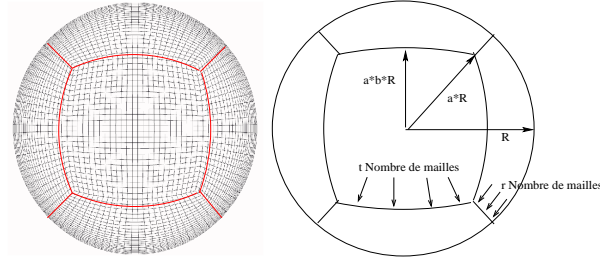 a*b*R
a*R
R
t Nombre de mailles
r Nombre de mailles